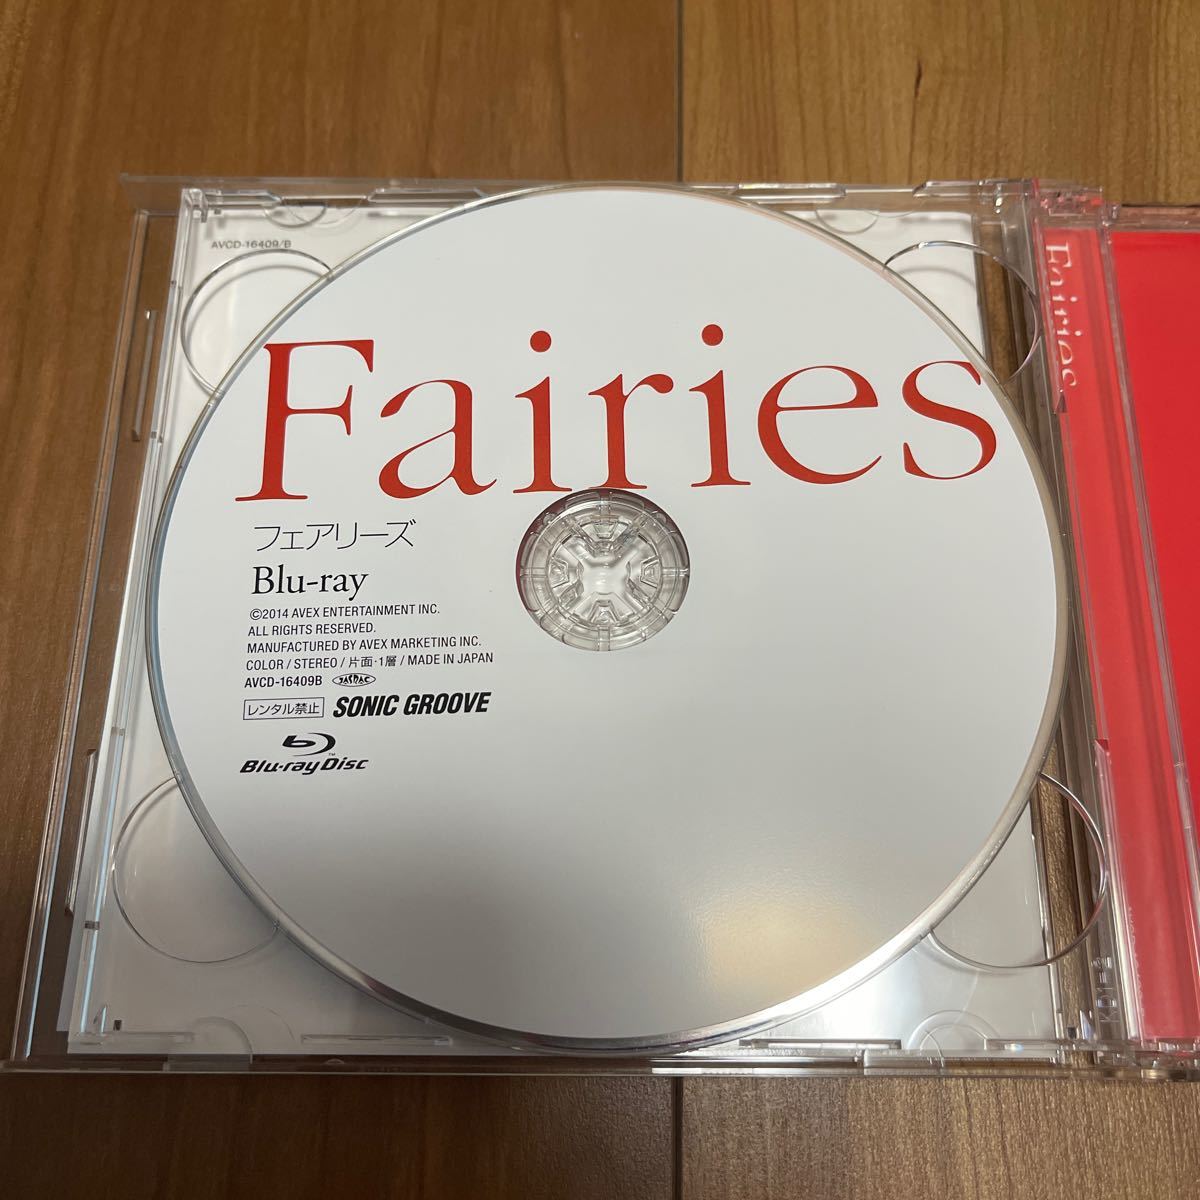 AVCD-16409/B
Fairies
フェアリーズ
Blu-ray
©2014 AVEX ENTERTAINMENT INC.
ALL RIGHTS RESERVED.
MANUFACTURED BY AVEX MARKETING INC.
COLOR / STEREO / 片面・1層 / MADE IN JAPAN
AVCD-16409B JASRAC
レンタル禁止 SONIC GROOVE
Blu-ray Disc™
Fairies